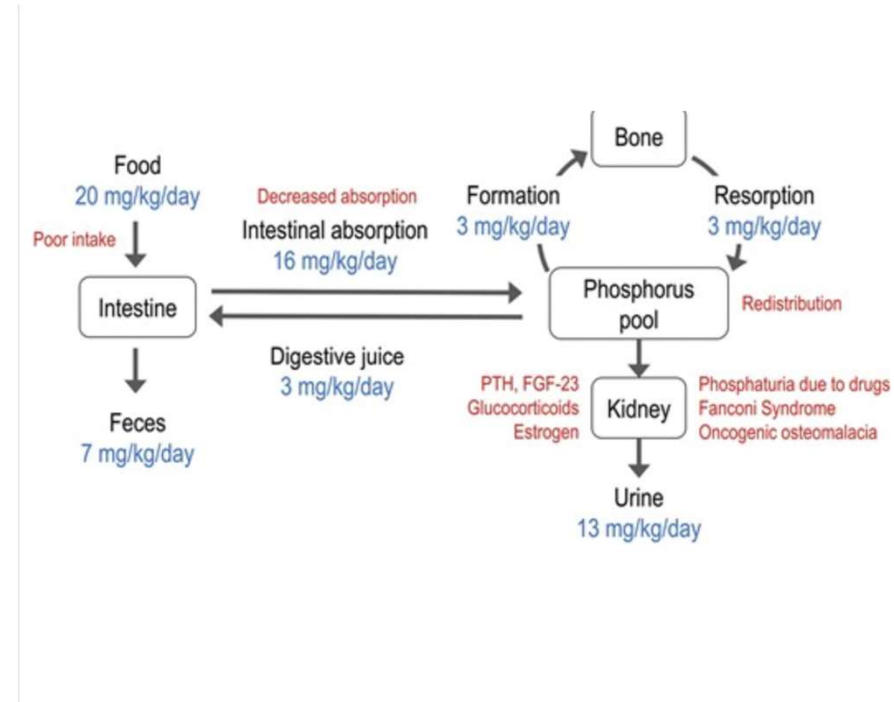 Food
20 mg/kg/day
Poor intake
Intestine
Feces
7 mg/kg/day
Decreased absorption
Intestinal absorption
16 mg/kg/day
Digestive juice
3 mg/kg/day
Bone
Formation
3 mg/kg/day
Resorption
3 mg/kg/day
Phosphorus
pool
Redistribution
PTH, FGF-23
Glucocorticoids
Estrogen
Kidney
Phosphaturia due to drugs
Fanconi Syndrome
Oncogenic osteomalacia
Urine
13 mg/kg/day